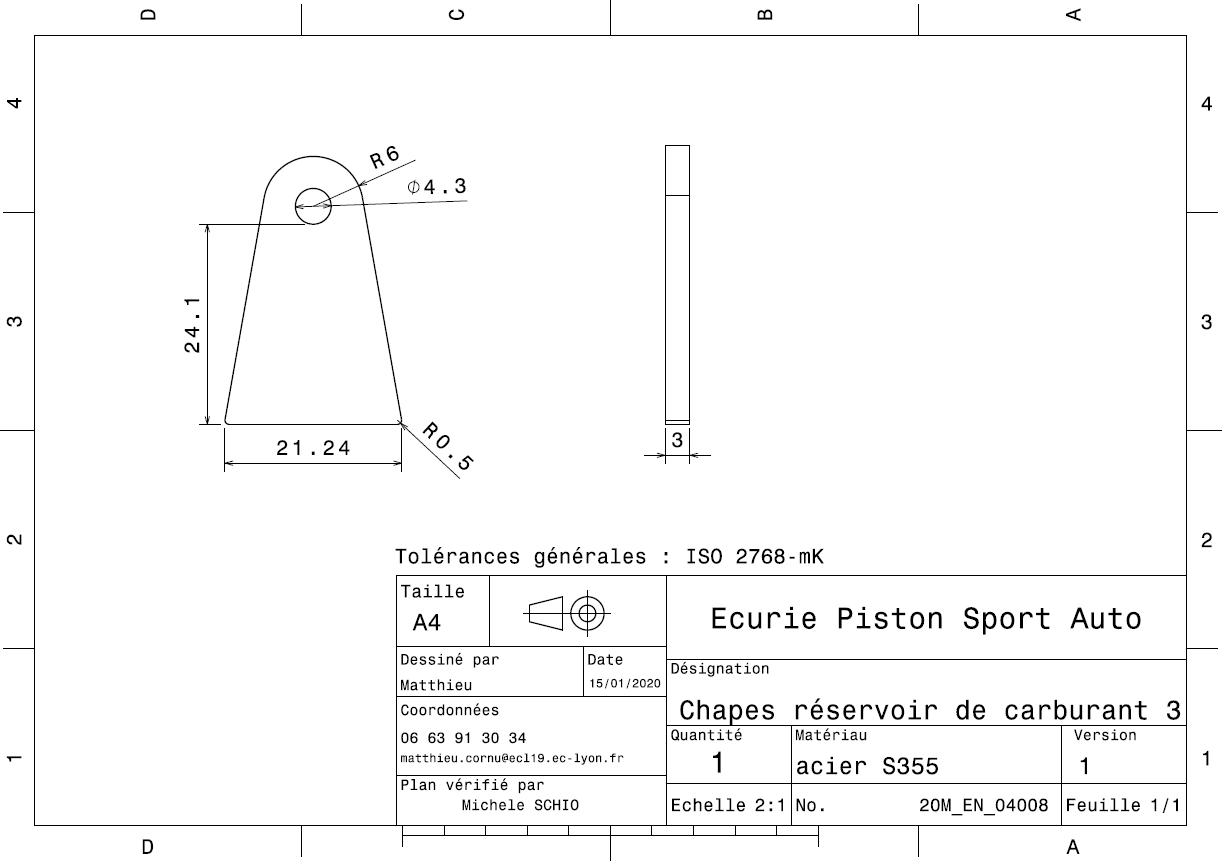 D C B A
4 4
R6
Ø4.3
3 3
24.1
21.24
R0.5
3
2 2
Tolérances générales : ISO 2768-mK
Taille
A4
Ecurie Piston Sport Auto
Dessiné par
Matthieu
Date
15/01/2020
Désignation
Chapes réservoir de carburant 3
Coordonnées
06 63 91 30 34
matthieu.cornu@ecl19.ec-lyon.fr
Quantité
1
Matériau
acier S355
Version
1
1 1
Plan vérifié par
Michele SCHIO
Echelle 2:1
No. 20M_EN_04008
Feuille 1/1
D A